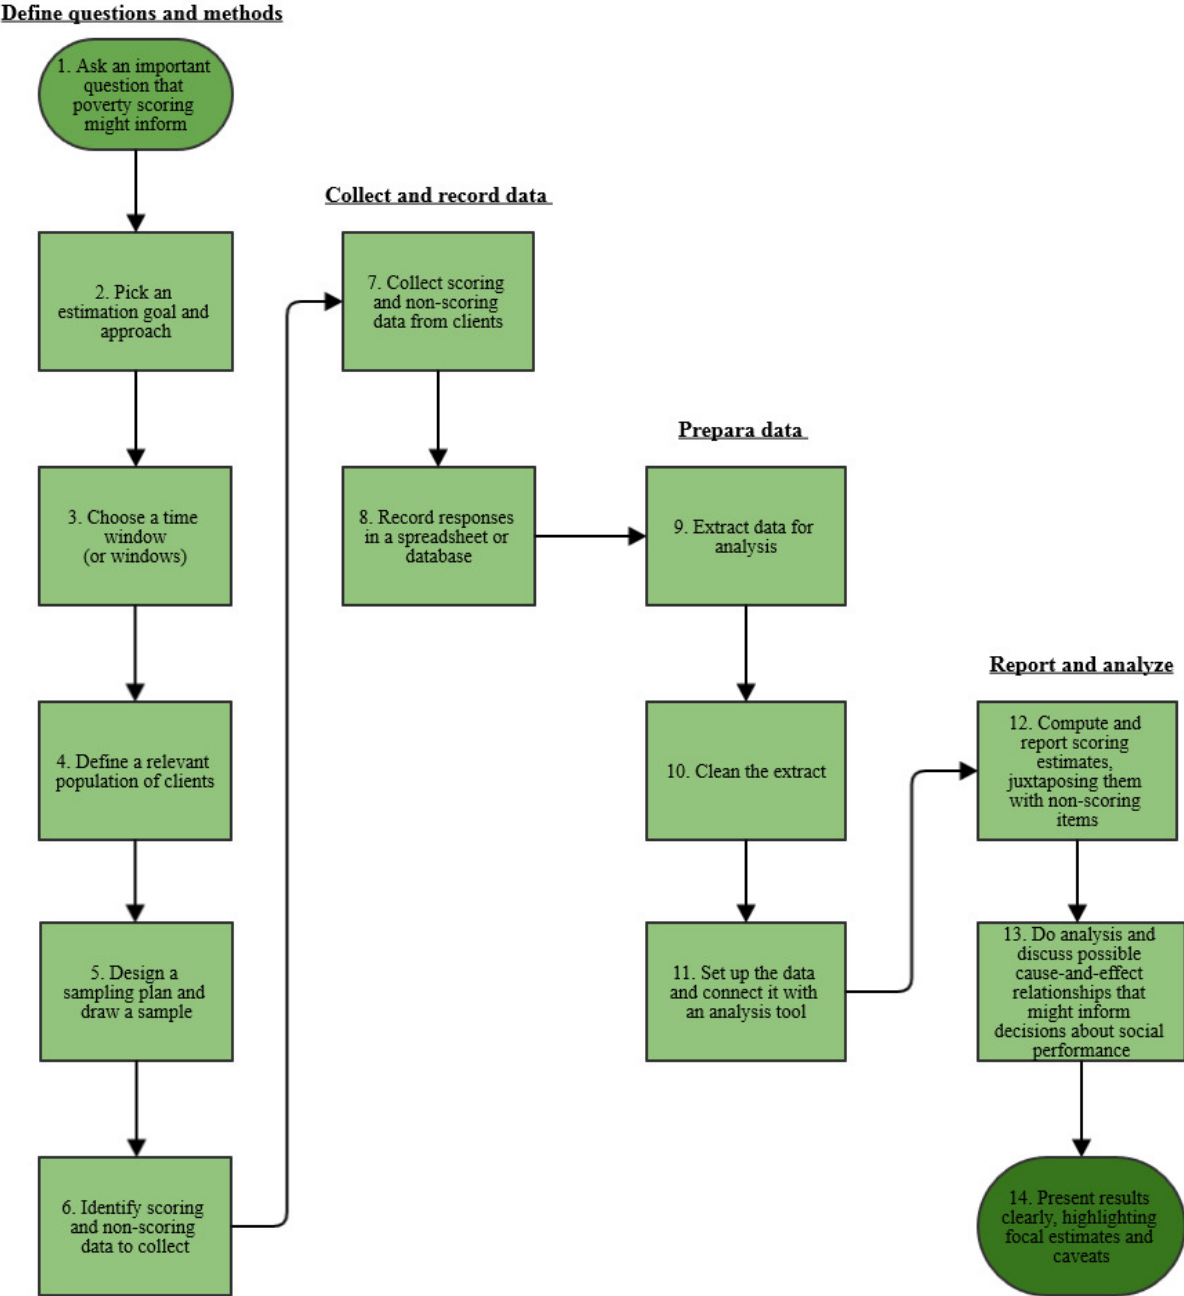 Define questions and methods
1. Ask an important
question that
poverty scoring
might inform
2. Pick an
estimation goal and
approach
3. Choose a time
window
(or windows)
4. Define a relevant
population of clients
5. Design a
sampling plan and
draw a sample
6. Identify scoring
and non-scoring
data to collect
Collect and record data
7. Collect scoring
and non-scoring
data from clients
8. Record responses
in a spreadsheet or
database
Prepara data
9. Extract data for
analysis
10. Clean the extract
11. Set up the data
and connect it with
an analysis tool
Report and analyze
12. Compute and
report scoring
estimates,
juxtaposing them
with non-scoring
items
13. Do analysis and
discuss possible
cause-and-effect
relationships that
might inform
decisions about social
performance
14. Present results
clearly, highlighting
focal estimates and
caveats